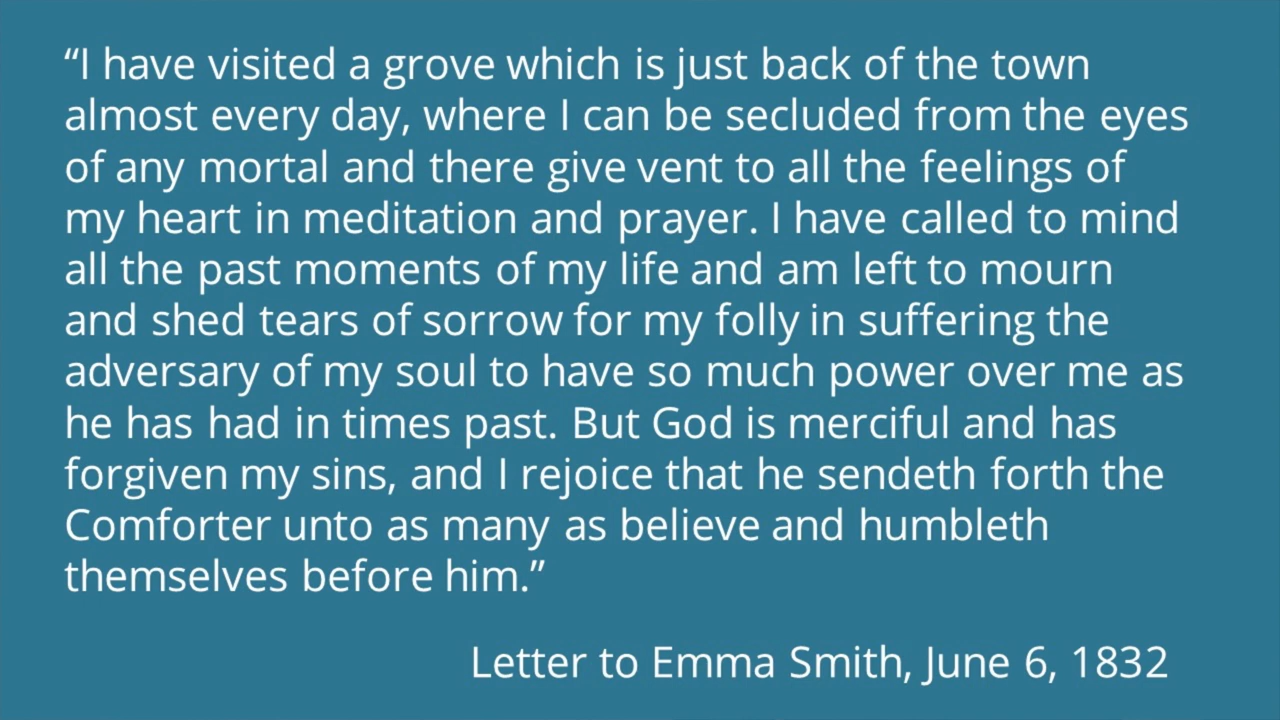 “I have visited a grove which is just back of the town
almost every day, where I can be secluded from the eyes
of any mortal and there give vent to all the feelings of
my heart in meditation and prayer. I have called to mind
all the past moments of my life and am left to mourn
and shed tears of sorrow for my folly in suffering the
adversary of my soul to have so much power over me as
he has had in times past. But God is merciful and has
forgiven my sins, and I rejoice that he sendeth forth the
Comforter unto as many as believe and humbleth
themselves before him.”
Letter to Emma Smith, June 6, 1832